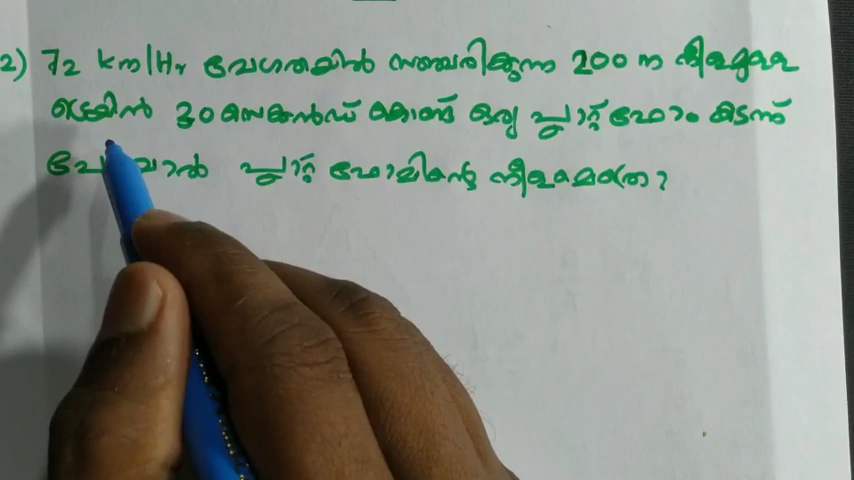 2) 72 km/Hr വേഗതയിൽ സഞ്ചരിക്കുന്ന 200 m നീളമുള്ള
ട്രെയിൻ 30 സെക്കൻഡ് കൊണ്ട് ഒരു പ്ലാറ്റ്ഫോം കടന്ന്
പ്ലാറ്റ് ഫോമിന്റെ നീളമെത്ര?